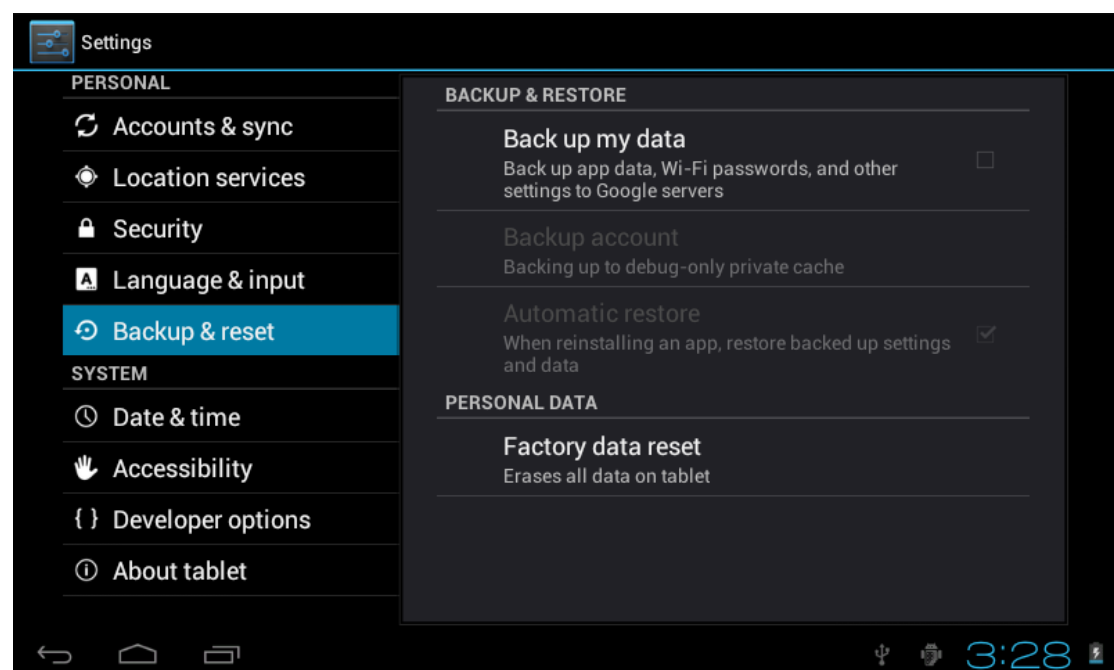 Settings
PERSONAL
Accounts & sync
Location services
Security
Language & input
Backup & reset
SYSTEM
Date & time
Accessibility
{ } Developer options
About tablet
BACKUP & RESTORE
Back up my data
Back up app data, Wi-Fi passwords, and other
settings to Google servers
Backup account
Backing up to debug-only private cache
Automatic restore
When reinstalling an app, restore backed up settings
and data
PERSONAL DATA
Factory data reset
Erases all data on tablet
3:28